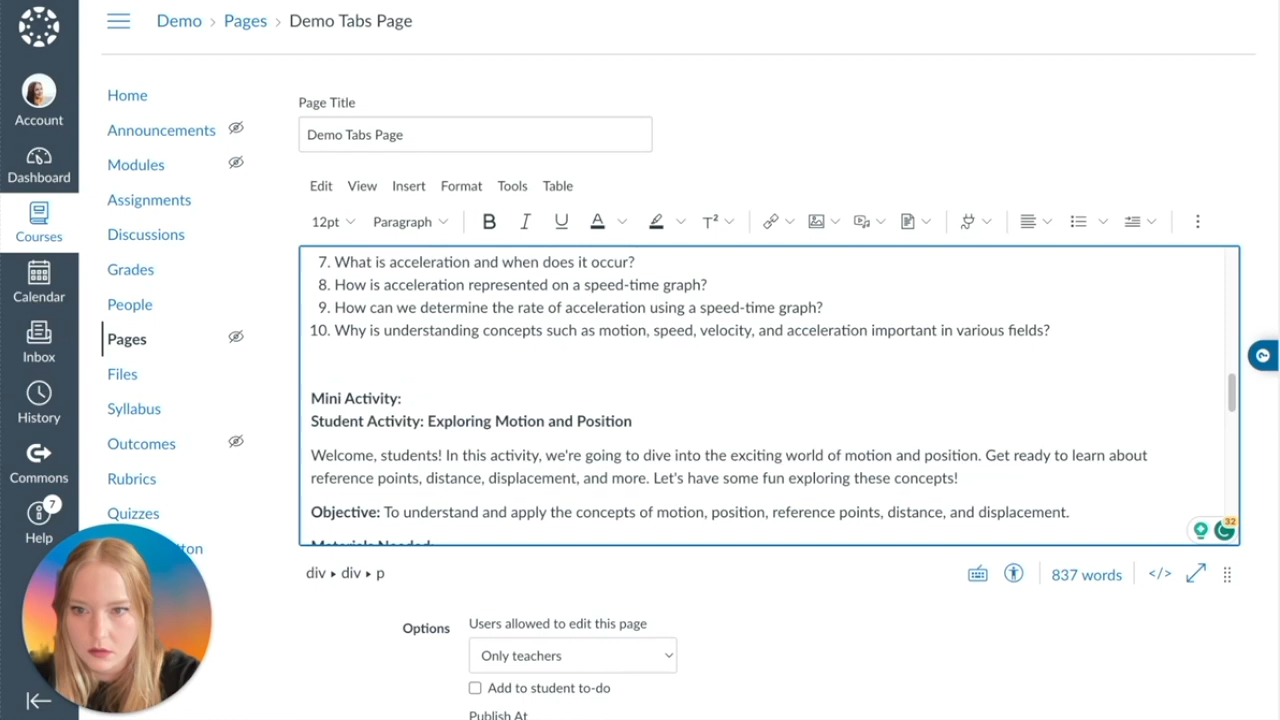 Demo > Pages > Demo Tabs Page
Account
Dashboard
Courses
Calendar
Inbox
History
Commons
7
Help
Home
Announcements
Modules
Assignments
Discussions
Grades
People
Pages
Files
Syllabus
Outcomes
Rubrics
Quizzes
Page Title
Demo Tabs Page
Edit View Insert Format Tools Table
12pt Paragraph B I U A T²
7. What is acceleration and when does it occur?
8. How is acceleration represented on a speed-time graph?
9. How can we determine the rate of acceleration using a speed-time graph?
10. Why is understanding concepts such as motion, speed, velocity, and acceleration important in various fields?
Mini Activity:
Student Activity: Exploring Motion and Position
Welcome, students! In this activity, we're going to dive into the exciting world of motion and position. Get ready to learn about
reference points, distance, displacement, and more. Let's have some fun exploring these concepts!
Objective: To understand and apply the concepts of motion, position, reference points, distance, and displacement.
Materials Needed:
32
div ▸ div ▸ p
837 words </>
Options
Users allowed to edit this page
Only teachers
Add to student to-do
Publish At